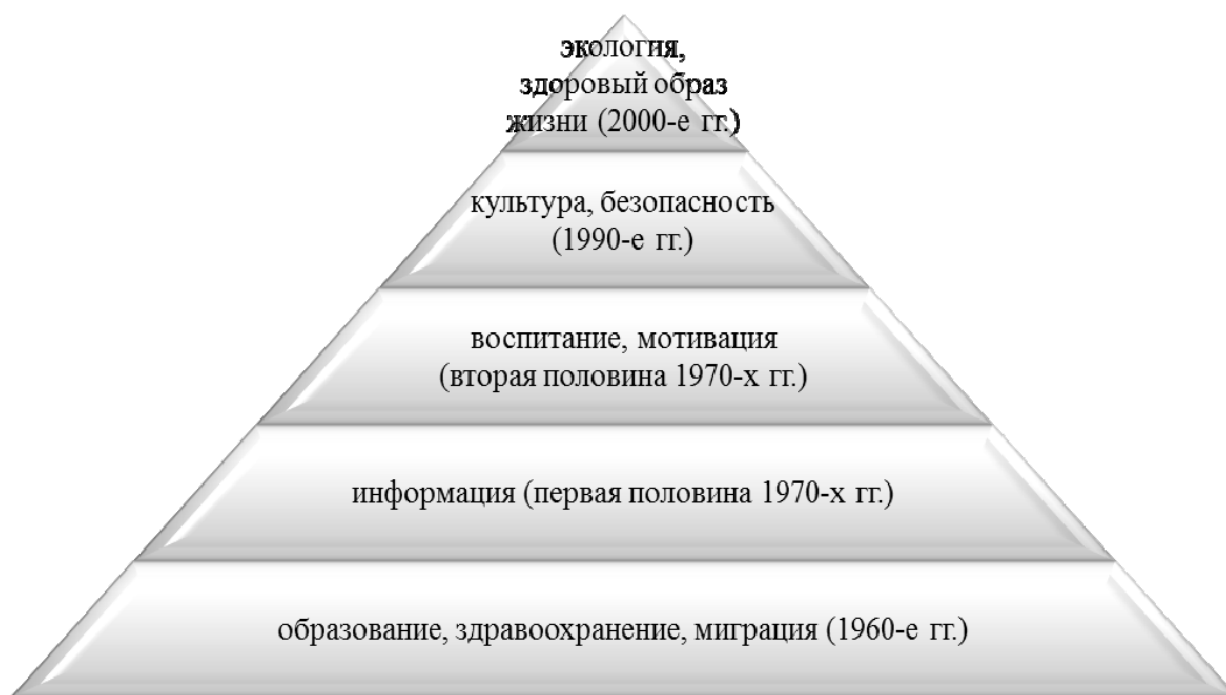 экология,
здоровый образ
жизни (2000-е гг.)
культура, безопасность
(1990-е гг.)
воспитание, мотивация
(вторая половина 1970-х гг.)
информация (первая половина 1970-х гг.)
образование, здравоохранение, миграция (1960-е гг.)